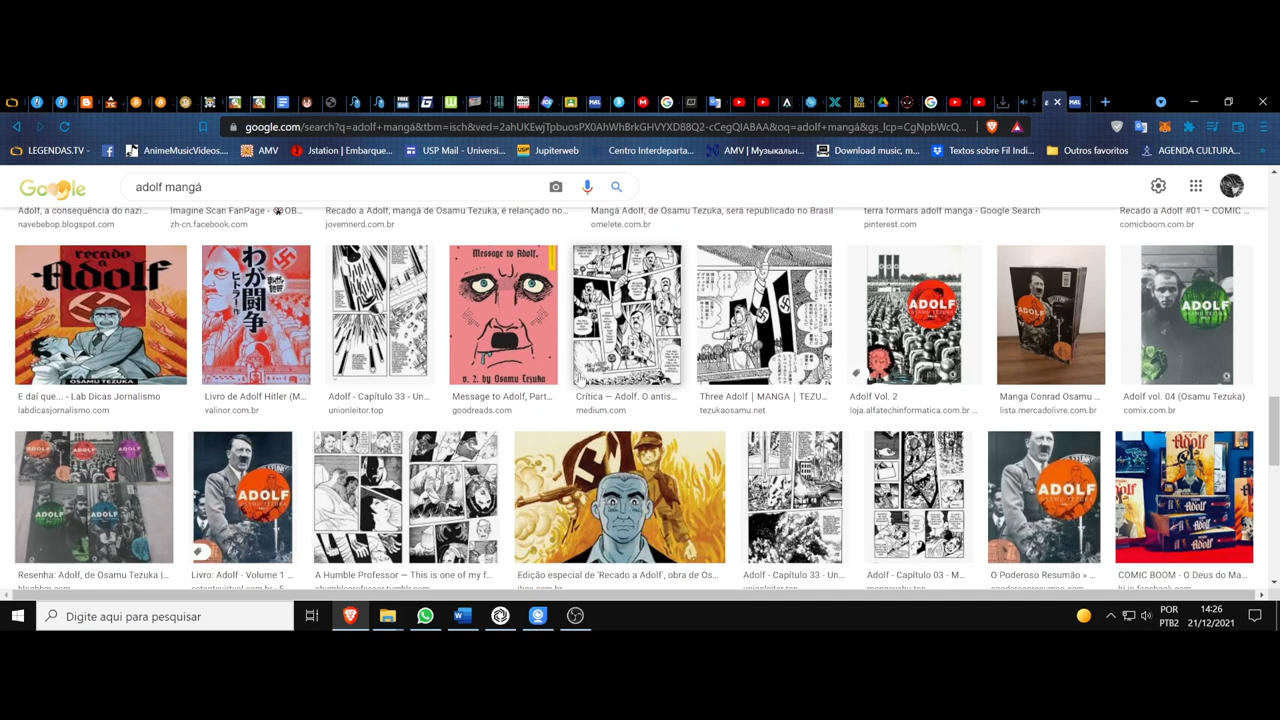 google.com/search?q=adolf+mangá&tbm=isch&ved=2ahUKEwjTpbuosPX0AhWhBrkGHVYXD88Q2-cCegQIABAA&oq=adolf+mangá&gs_lcp=CgNpbWcQ...
LEGENDAS.TV - AnimeMusicVideos... AMV Jstation | Embarque... USP Mail - Universi... Jupiterweb Centro Interdeparta... AMV | Музыкальн... Download music, m... Textos sobre Fil Indi... Outros favoritos AGENDA CULTURA...
Google adolf mangá
Adolf, a consequência do nazi... Imagine Scan FanPage - Recado a Adolf, mangá de Osamu Tezuka, é relançado no... Mangá Adolf, de Osamu Tezuka, será republicado no Brasil terra formars adolf manga - Google Search Recado a Adolf #01 – COMIC ...
navebebop.blogspot.com zh-cn.facebook.com jovemnerd.com.br omelete.com.br pinterest.com comicboom.com.br
recado a Adolf
OSAMU TEZUKA
わが闘争
ヒトラー作
Message to Adolf,
v. 2. by Osamu Tezuka
ADOLF
OSAMU TEZUKA
E daí que... - Lab Dicas Jornalismo Livro de Adolf Hitler (M... Adolf - Capítulo 33 - Un... Message to Adolf, Part... Crítica — Adolf. O antis... Three Adolf | MANGA | TEZU... Adolf Vol. 2 Manga Conrad Osamu ... Adolf vol. 04 (Osamu Tezuka)
labdicasjornalismo.com valinor.com.br unionleitor.top goodreads.com medium.com tezukaosamu.net loja.alfatechinformatica.com.br ... lista.mercadolivre.com.br comix.com.br
ADOLF
OSAMU TEZUKA
ADOLF
Adolf
Resenha: Adolf, de Osamu Tezuka |... Livro: Adolf - Volume 1 ... A Humble Professor — This is one of my f... Edição especial de 'Recado a Adolf', obra de Os... Adolf - Capítulo 33 - Un... Adolf - Capítulo 03 - M... O Poderoso Resumão » ... COMIC BOOM - O Deus do Ma...
Digite aqui para pesquisar
POR 14:26
PTB2 21/12/2021